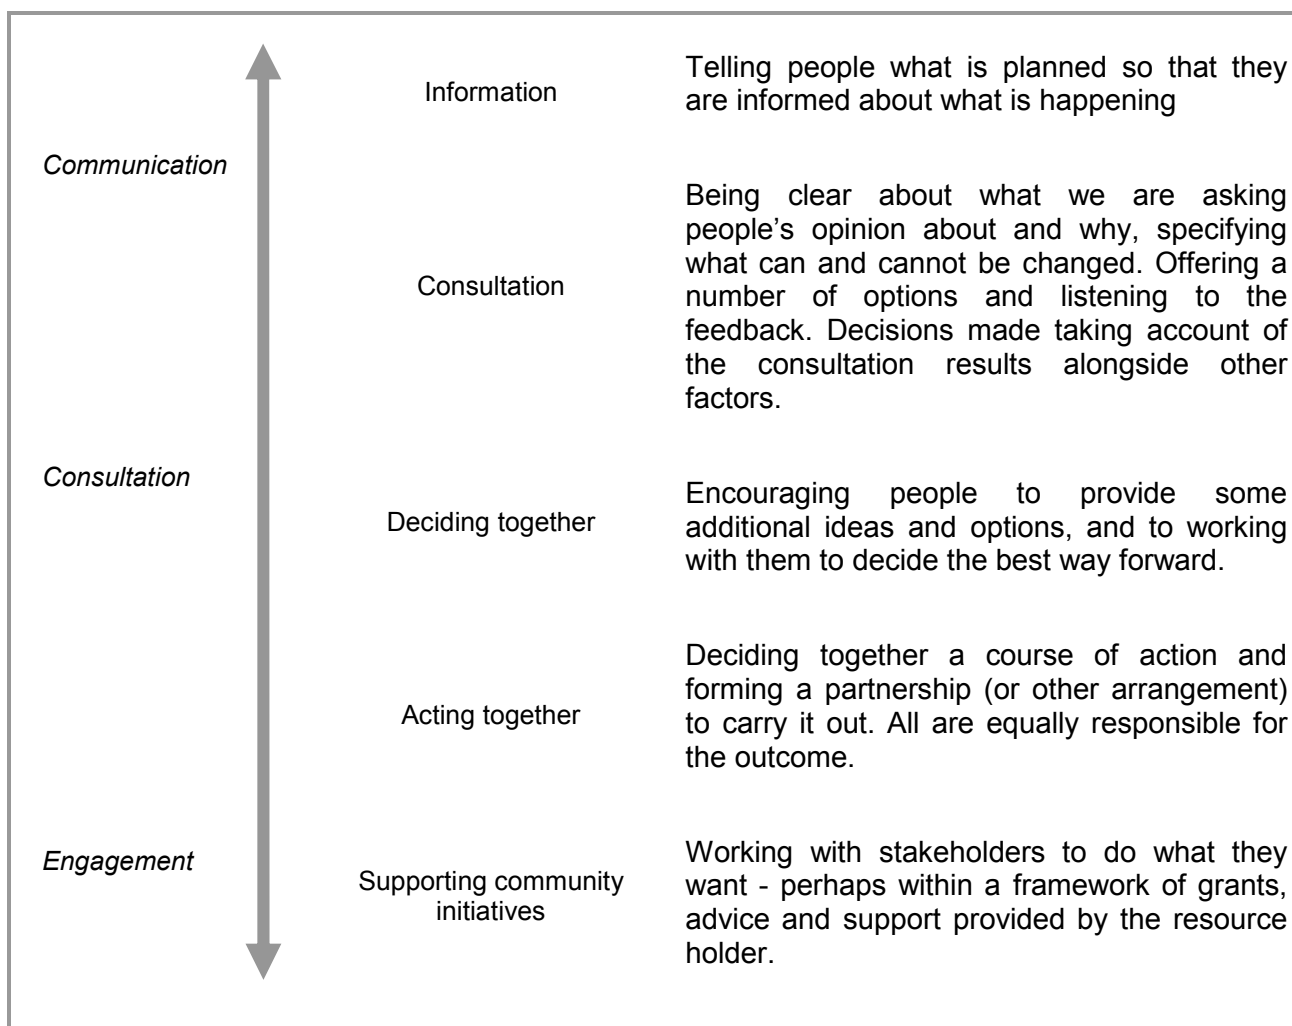 Information
Telling people what is planned so that they
are informed about what is happening
Communication
Consultation
Being clear about what we are asking
people’s opinion about and why, specifying
what can and cannot be changed. Offering a
number of options and listening to the
feedback. Decisions made taking account of
the consultation results alongside other
factors.
Consultation
Deciding together
Encouraging people to provide some
additional ideas and options, and to working
with them to decide the best way forward.
Acting together
Deciding together a course of action and
forming a partnership (or other arrangement)
to carry it out. All are equally responsible for
the outcome.
Engagement
Supporting community
initiatives
Working with stakeholders to do what they
want - perhaps within a framework of grants,
advice and support provided by the resource
holder.